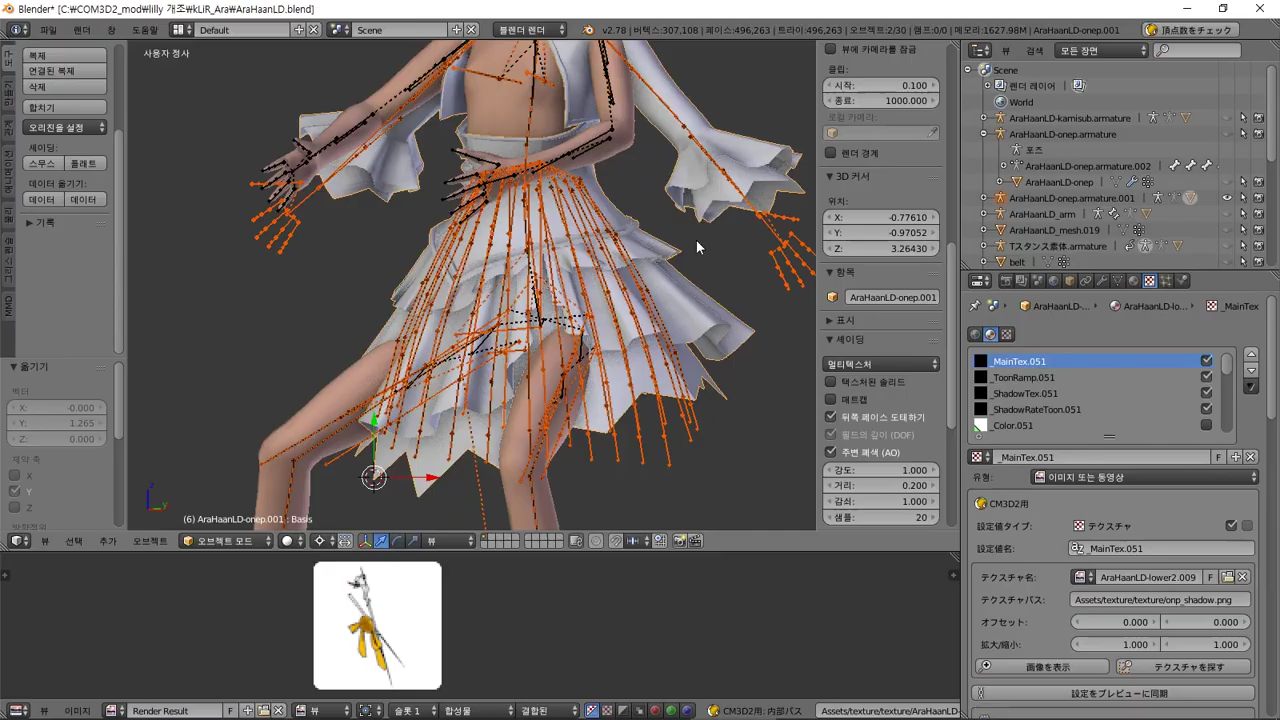 Blender* [C:₩COM3D2_mod₩lilly 개조₩kLiR_Ara₩AraHaanLD.blend]
파일 렌더 창 도움말 Default Scene 블렌더 렌더 v2.78 | 버텍스:307,108 | 페이스:496,263 | 트라이:496,263 | 오브젝트:2/30 | 램프:0/0 | 메모리:1627.98M | AraHaanLD-onep.001 頂点数をチェック
복제
연결된 복제
삭제
합치기
오리진을 설정
셰이딩:
스무스 플래트
데이터 옮기기:
데이터 데이터
기록
옮기기
벡터
X: -0.000
Y: 1.265
Z: 0.000
제약 축
X
Y
Z
MMD
사용자 정사
(6) AraHaanLD-onep.001 : Basis
뷰 선택 추가 오브젝트 오브젝트 모드 뷰
뷰에 카메라를 잠금
클립:
시작: 0.100
종료: 1000.000
로컬 카메라:
렌더 경계
3D 커서
위치:
X: -0.77610
Y: -0.97052
Z: 3.26430
항목
AraHaanLD-onep.001
표시
셰이딩
멀티텍스처
텍스처된 솔리드
매트캡
뒤쪽 페이스 도태하기
필드의 깊이 (DOF)
주변 폐색 (AO)
강도: 1.000
거리: 0.200
감쇠: 1.000
샘플: 20
뷰 검색 모든 장면
Scene
렌더 레이어
World
AraHaanLD-kamisub.armature
AraHaanLD-onep.armature
포즈
AraHaanLD-onep.armature.002
AraHaanLD-onep
AraHaanLD-onep.armature.001
AraHaanLD_arm
AraHaanLD_mesh.019
Tスタンス素体.armature
belt
AraHaanLD-... AraHaanLD-lo... _MainTex
_MainTex.051
_ToonRamp.051
_ShadowTex.051
_ShadowRateToon.051
_Color.051
_MainTex.051 F
유형: 이미지 또는 동영상
CM3D2用
設定値タイプ: テクスチャ
設定値名: _MainTex.051
テクスチャ名: AraHaanLD-lower2.009 F
テクスチャパス: Assets/texture/texture/onp_shadow.png
オフセット: 0.000 0.000
拡大/縮小: 1.000 1.000
画像を表示 テクスチャを探す
設定をプレビューに同期
뷰 이미지 Render Result F 뷰 슬롯 1 합성물 결합된 CM3D2用: 内部パス Assets/texture/texture/AraHaanLD-